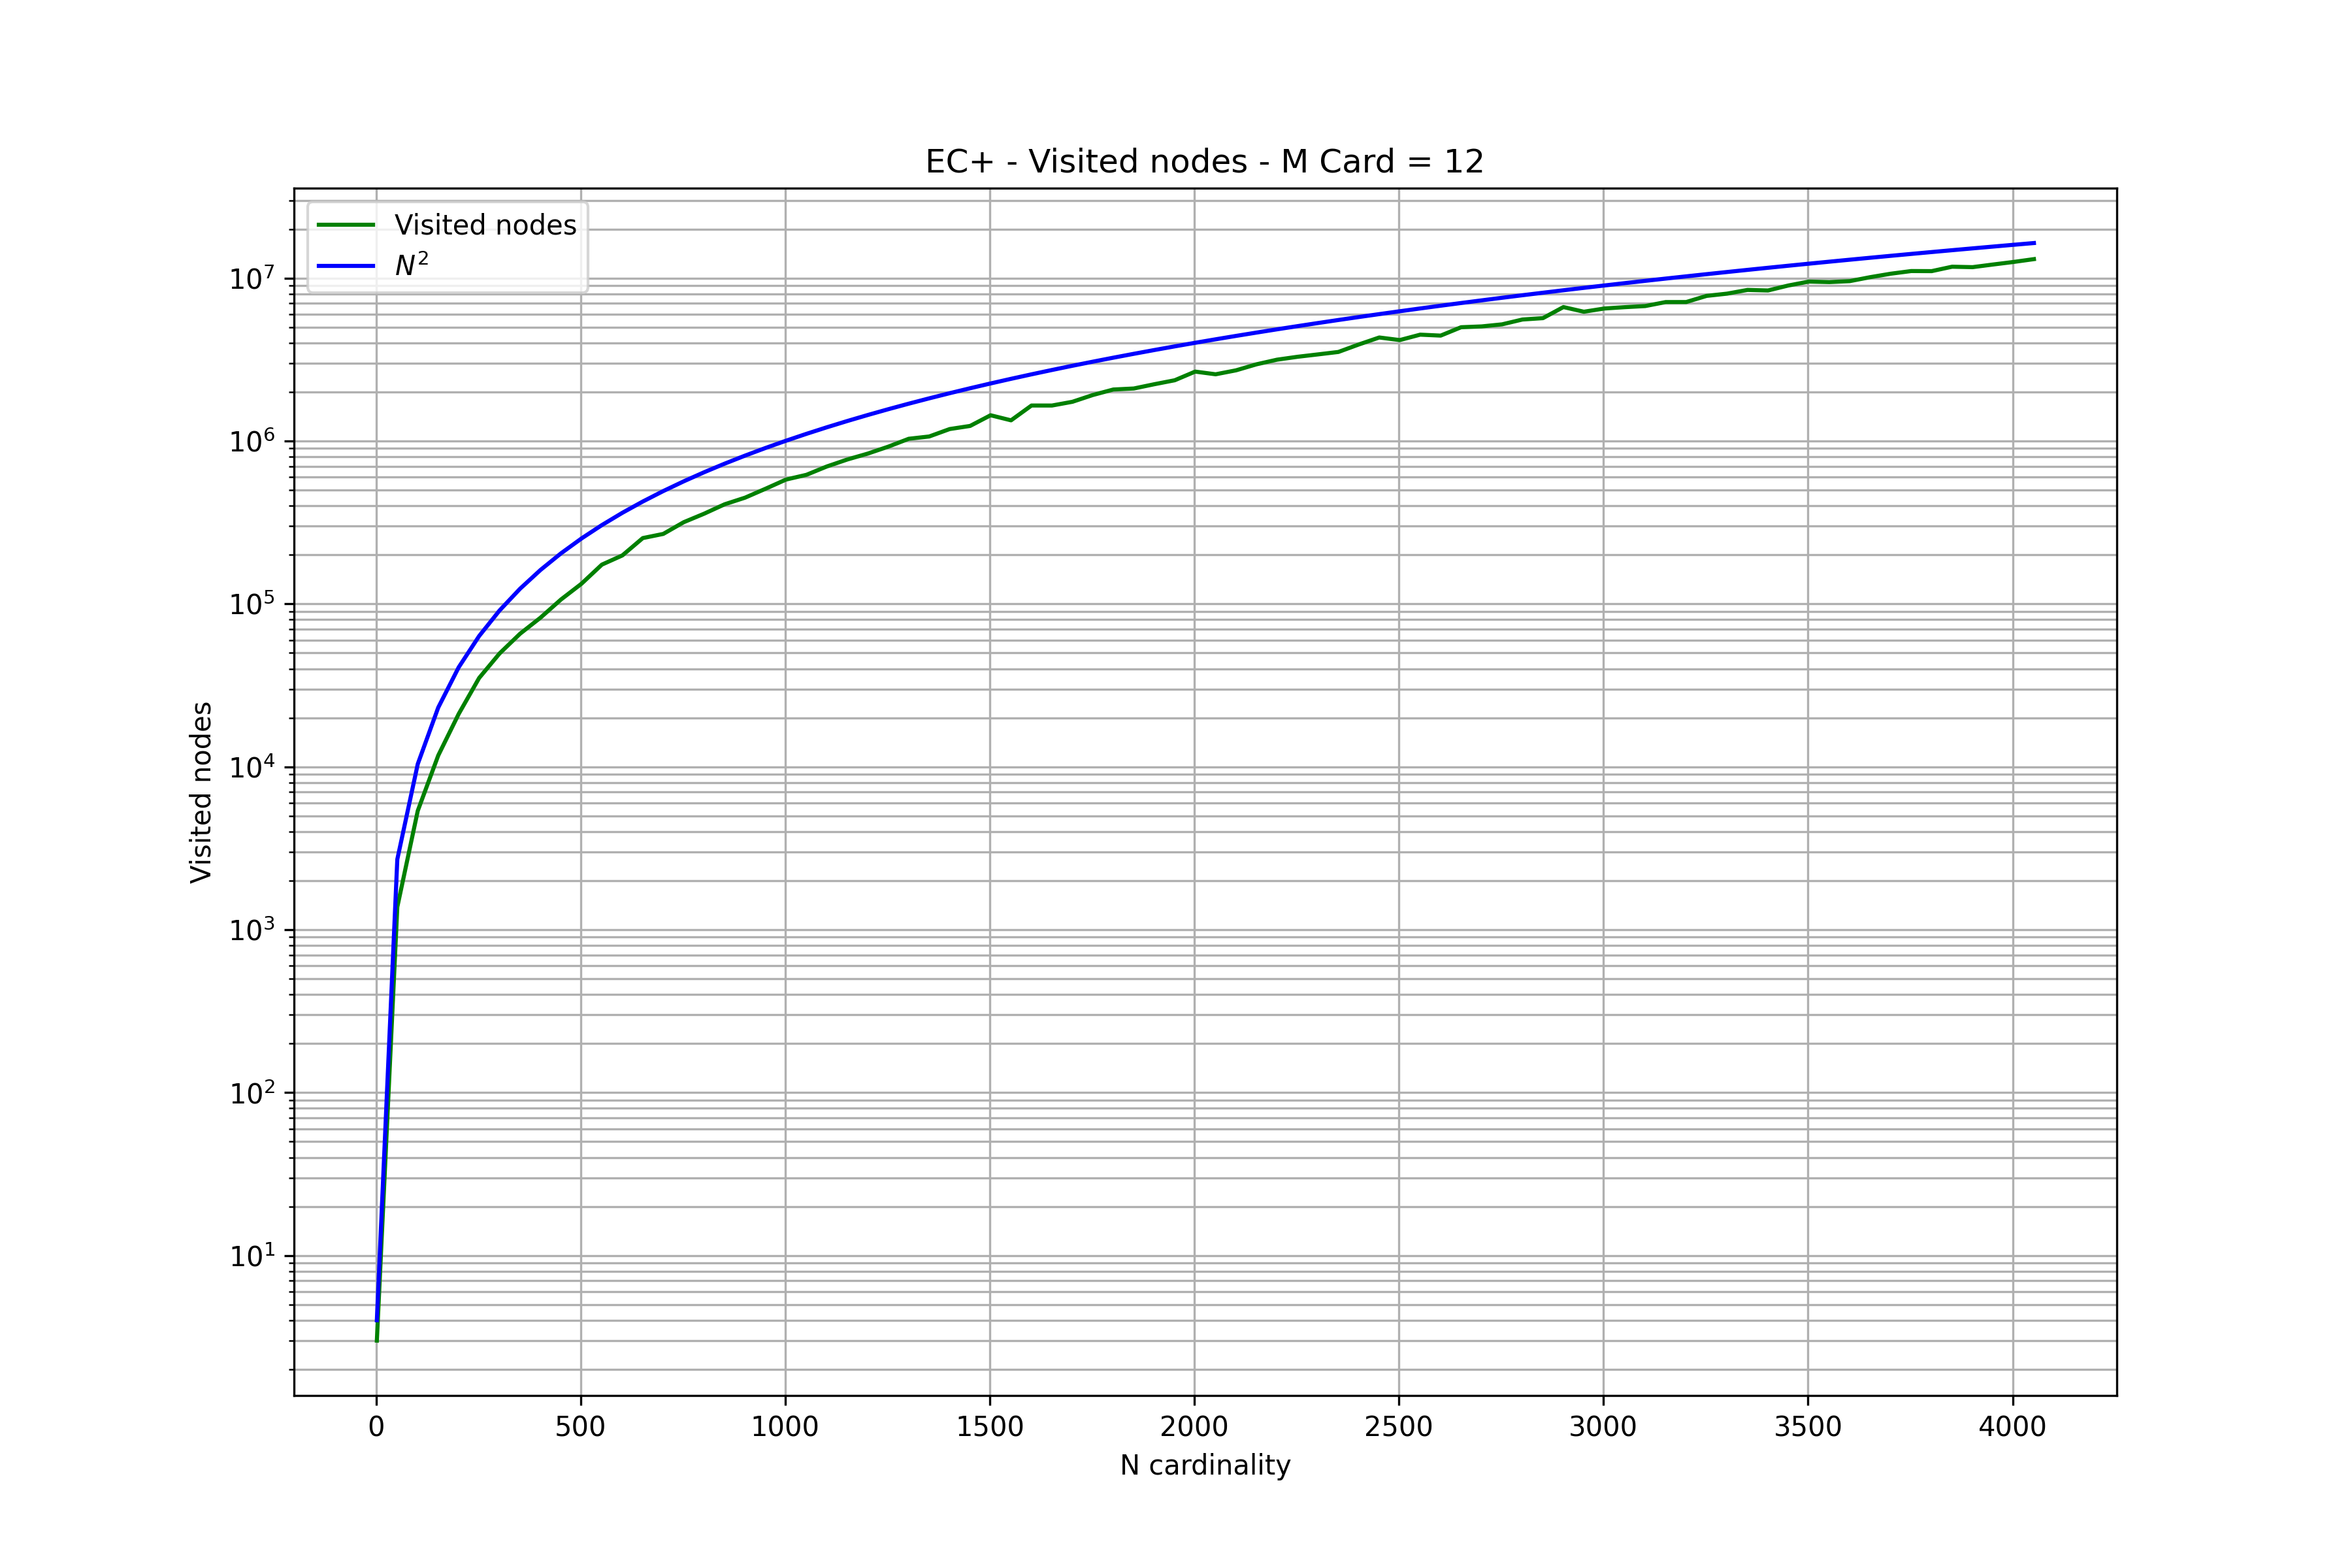 EC+ - Visited nodes - M Card = 12
Visited nodes
N²
10⁷
10⁶
10⁵
10⁴
10³
10²
10¹
Visited nodes
0 500 1000 1500 2000 2500 3000 3500 4000
N cardinality